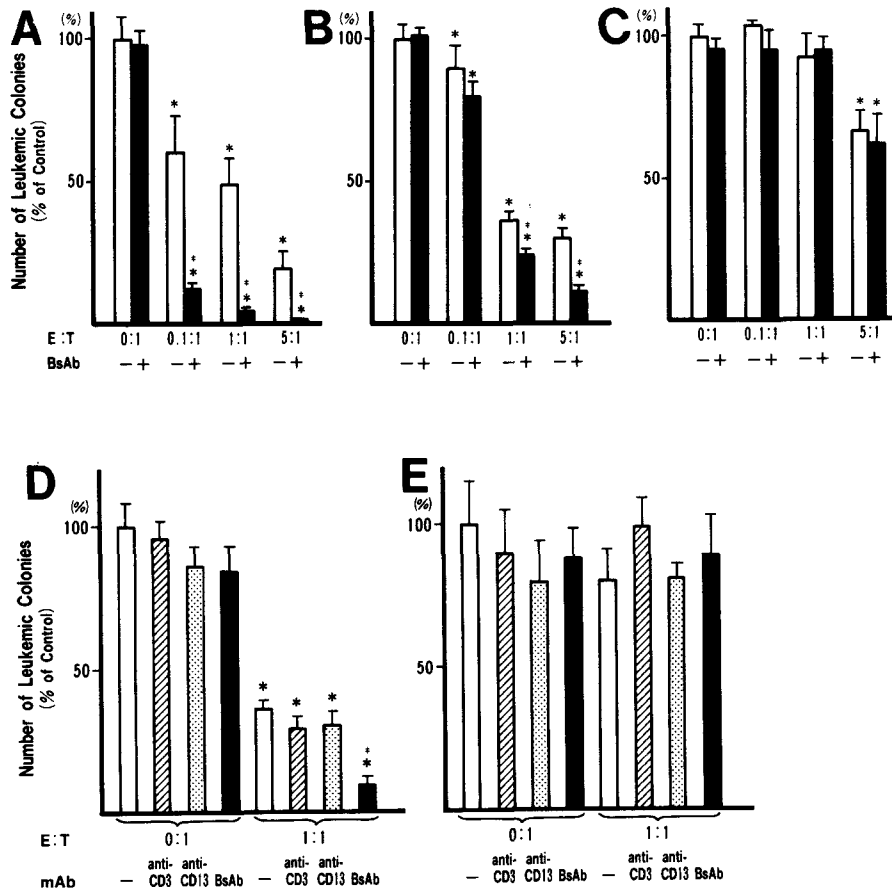 A
B
C
(%)
(%)
(%)
100
100
100
50
50
50
Number of Leukemic Colonies
(% of Control)
* * ‡* * ‡* * ‡*
* * * ‡* * ‡*
* *
E:T 0:1 0.1:1 1:1 5:1
0:1 0.1:1 1:1 5:1
0:1 0.1:1 1:1 5:1
BsAb − + − + − + − +
− + − + − + − +
− + − + − + − +
D
E
(%)
(%)
100
100
50
50
Number of Leukemic Colonies
(% of Control)
* * * ‡*
E:T 0:1 1:1
0:1 1:1
mAb − anti-CD3 anti-CD13 BsAb − anti-CD3 anti-CD13 BsAb
− anti-CD3 anti-CD13 BsAb − anti-CD3 anti-CD13 BsAb